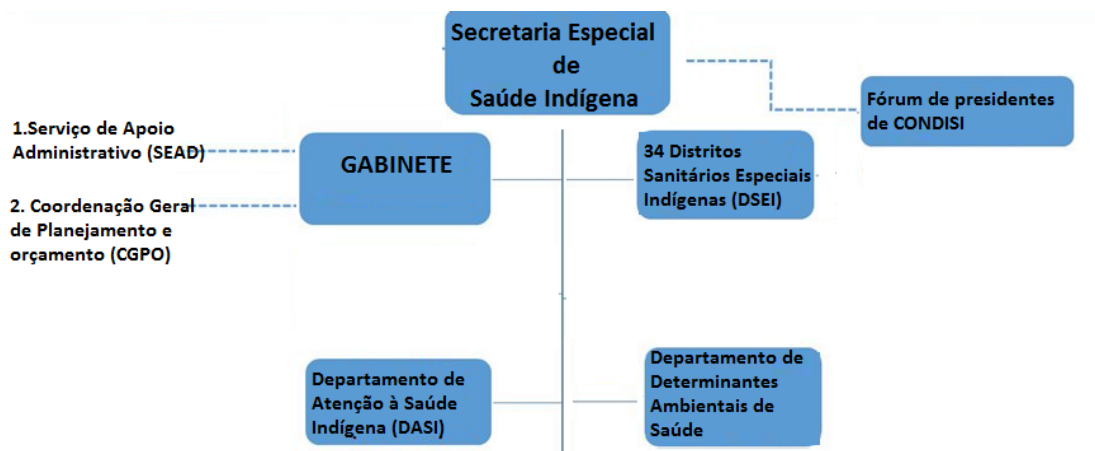 Secretaria Especial
de
Saúde Indígena
Fórum de presidentes
de CONDISI
1.Serviço de Apoio
Administrativo (SEAD)
GABINETE
34 Distritos
Sanitários Especiais
Indígenas (DSEI)
2. Coordenação Geral
de Planejamento e
orçamento (CGPO)
Departamento de
Atenção à Saúde
Indígena (DASI)
Departamento de
Determinantes
Ambientais de
Saúde